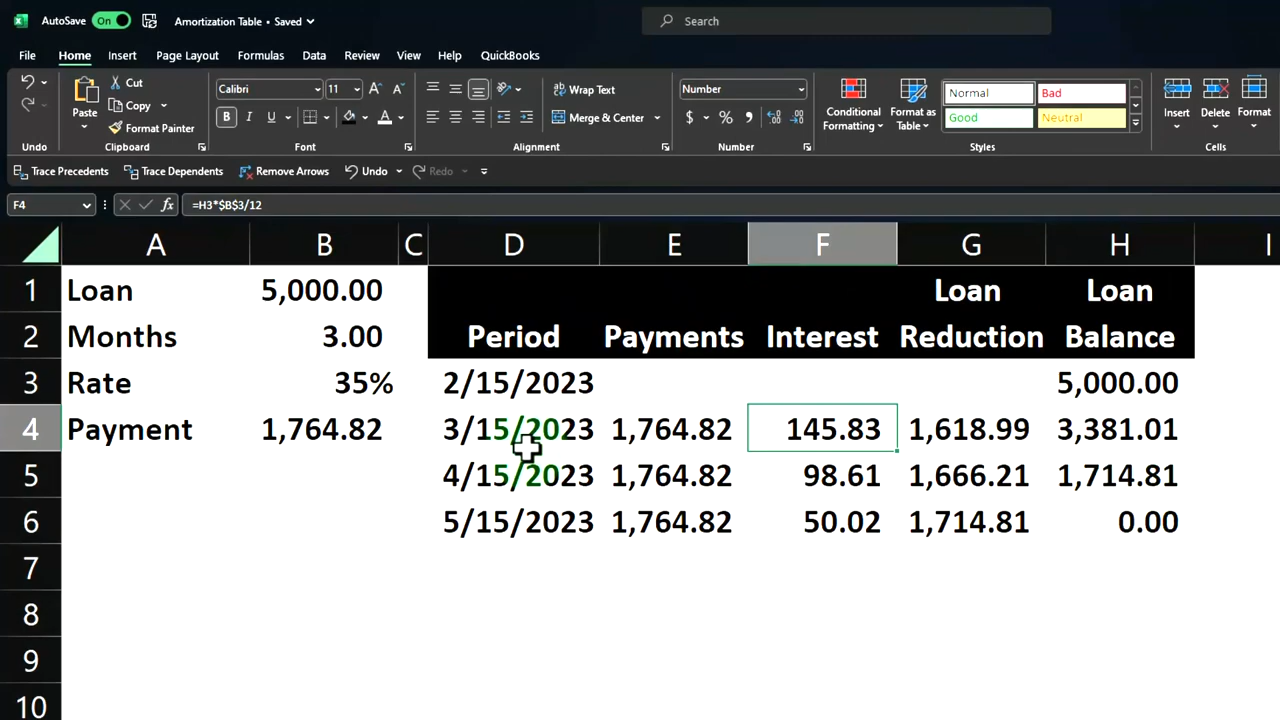 AutoSave On Amortization Table • Saved Search
File Home Insert Page Layout Formulas Data Review View Help QuickBooks
Paste Cut Copy Format Painter
Calibri 11 A A
B I U A
Wrap Text
Merge & Center
Number
$ % 9
Conditional Formatting
Format as Table
Normal Bad
Good Neutral
Insert Delete Format
Undo Clipboard Font Alignment Number Styles Cells
Trace Precedents Trace Dependents Remove Arrows Undo Redo
F4 fx =H3*$B$3/12
A B C D E F G H I
1 Loan 5,000.00 Loan Loan
2 Months 3.00 Period Payments Interest Reduction Balance
3 Rate 35% 2/15/2023 5,000.00
4 Payment 1,764.82 3/15/2023 1,764.82 145.83 1,618.99 3,381.01
5 4/15/2023 1,764.82 98.61 1,666.21 1,714.81
6 5/15/2023 1,764.82 50.02 1,714.81 0.00
7
8
9
10